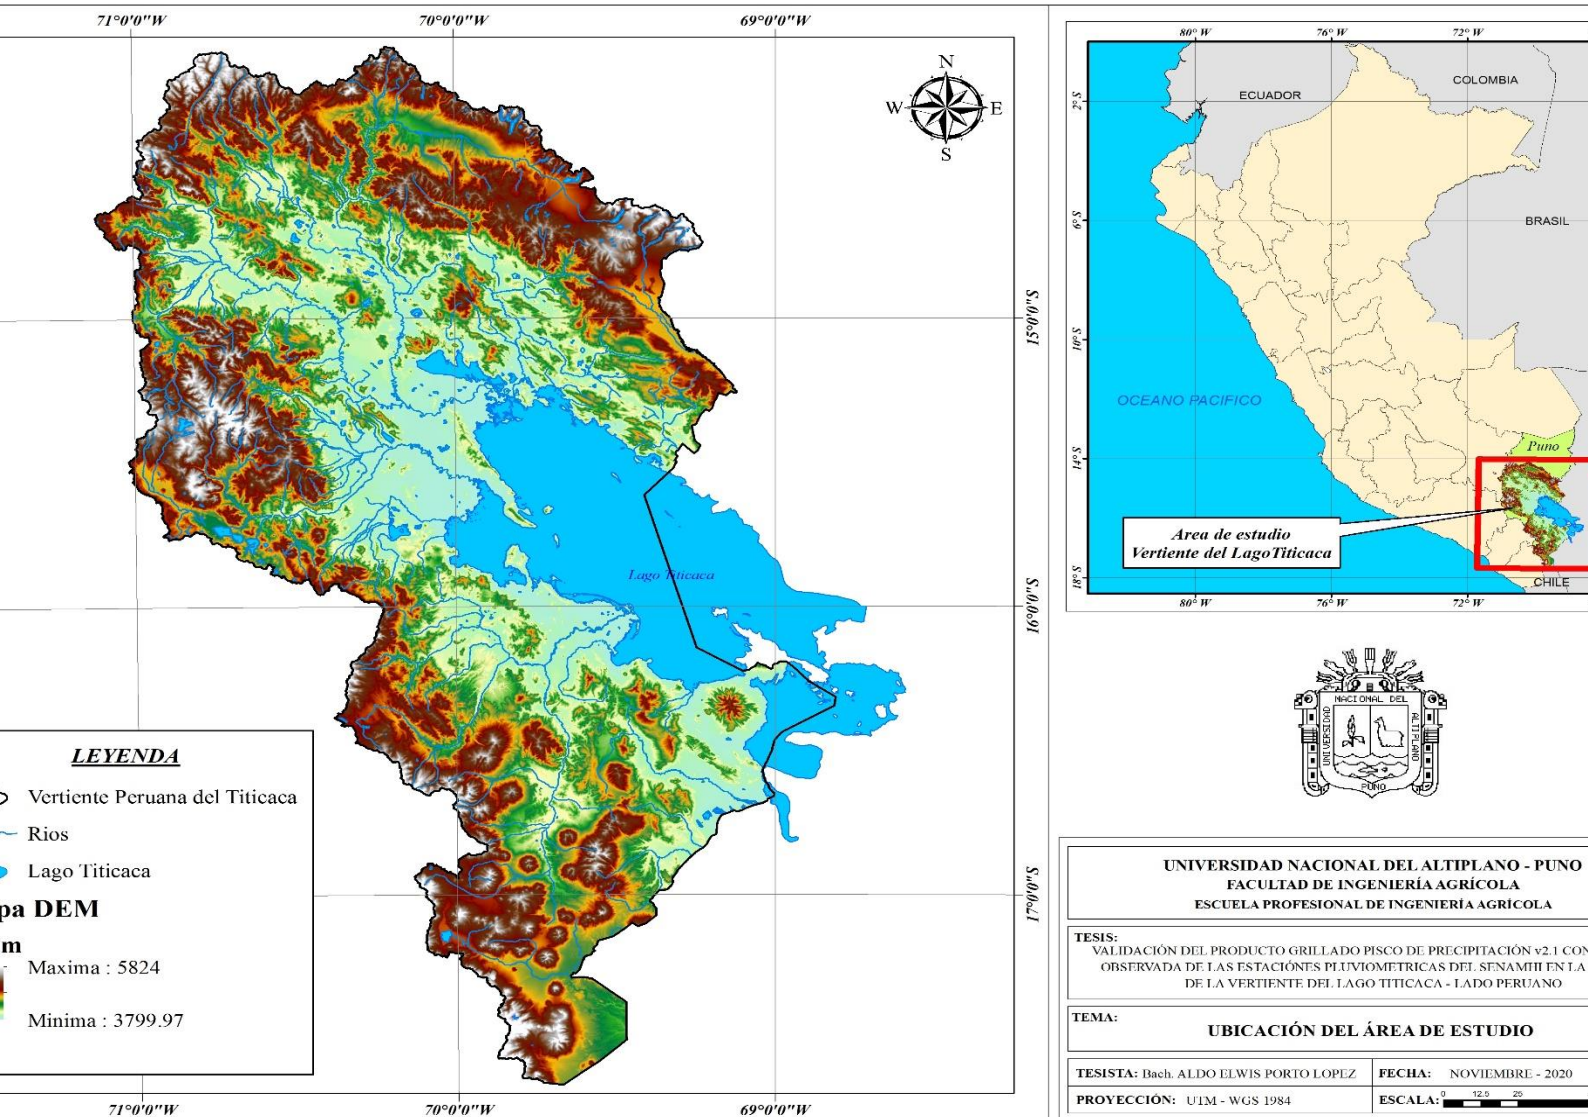 71°0'0"W
70°0'0"W
69°0'0"W
N
W
E
S
15°0'0"S
16°0'0"S
17°0'0"S
Lago Titicaca
LEYENDA
Vertiente Peruana del Titicaca
Rios
Lago Titicaca
pa DEM
m
Maxima : 5824
Minima : 3799.97
71°0'0"W
70°0'0"W
69°0'0"W
80° W
76° W
72° W
ECUADOR
COLOMBIA
BRASIL
OCEANO PACIFICO
Puno
Area de estudio
Vertiente del Lago Titicaca
CHILE
80° W
76° W
72° W
18° S
UNIVERSIDAD
NACIONAL DEL
ALTIPLANO
PUNO
UNIVERSIDAD NACIONAL DEL ALTIPLANO - PUNO
FACULTAD DE INGENIERÍA AGRÍCOLA
ESCUELA PROFESIONAL DE INGENIERÍA AGRÍCOLA
TESIS:
VALIDACIÓN DEL PRODUCTO GRILLADO PISCO DE PRECIPITACIÓN v2.1 CON
OBSERVADA DE LAS ESTACIÓNES PLUVIOMETRICAS DEL SENAMHI EN LA
DE LA VERTIENTE DEL LAGO TITICACA - LADO PERUANO
TEMA:
UBICACIÓN DEL ÁREA DE ESTUDIO
TESISTA: Bach. ALDO ELWIS PORTO LOPEZ
FECHA: NOVIEMBRE - 2020
PROYECCIÓN: UTM - WGS 1984
ESCALA: 0 12.5 25